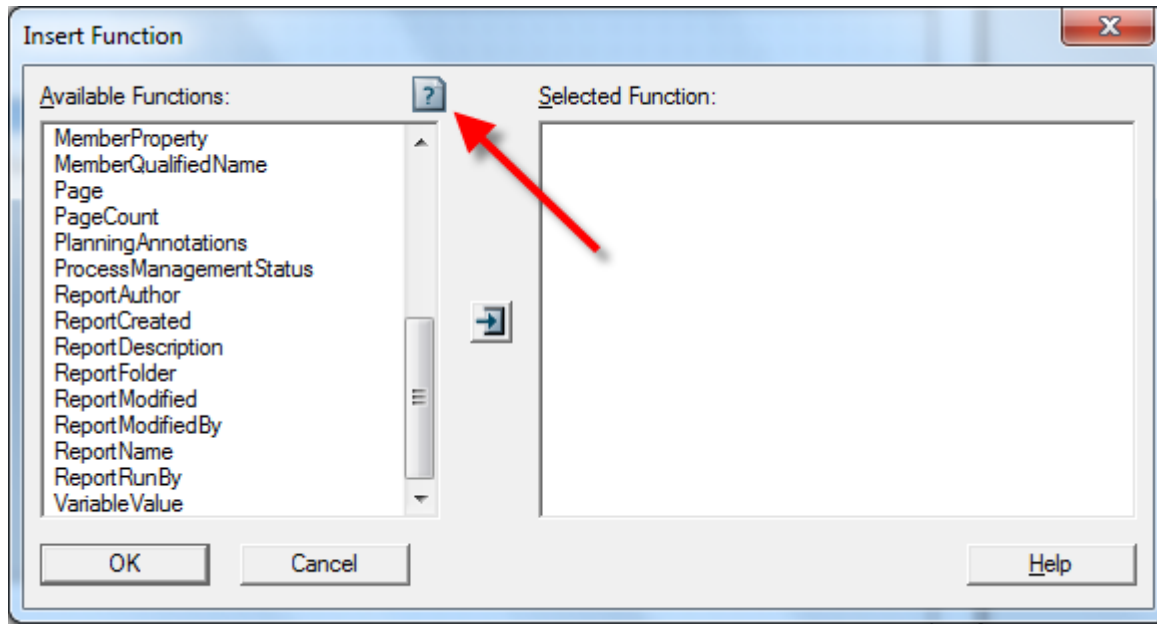 Insert Function
Available Functions:
?
Selected Function:
MemberProperty
MemberQualifiedName
Page
PageCount
PlanningAnnotations
ProcessManagementStatus
ReportAuthor
ReportCreated
ReportDescription
ReportFolder
ReportModified
ReportModifiedBy
ReportName
ReportRunBy
VariableValue
OK
Cancel
Help